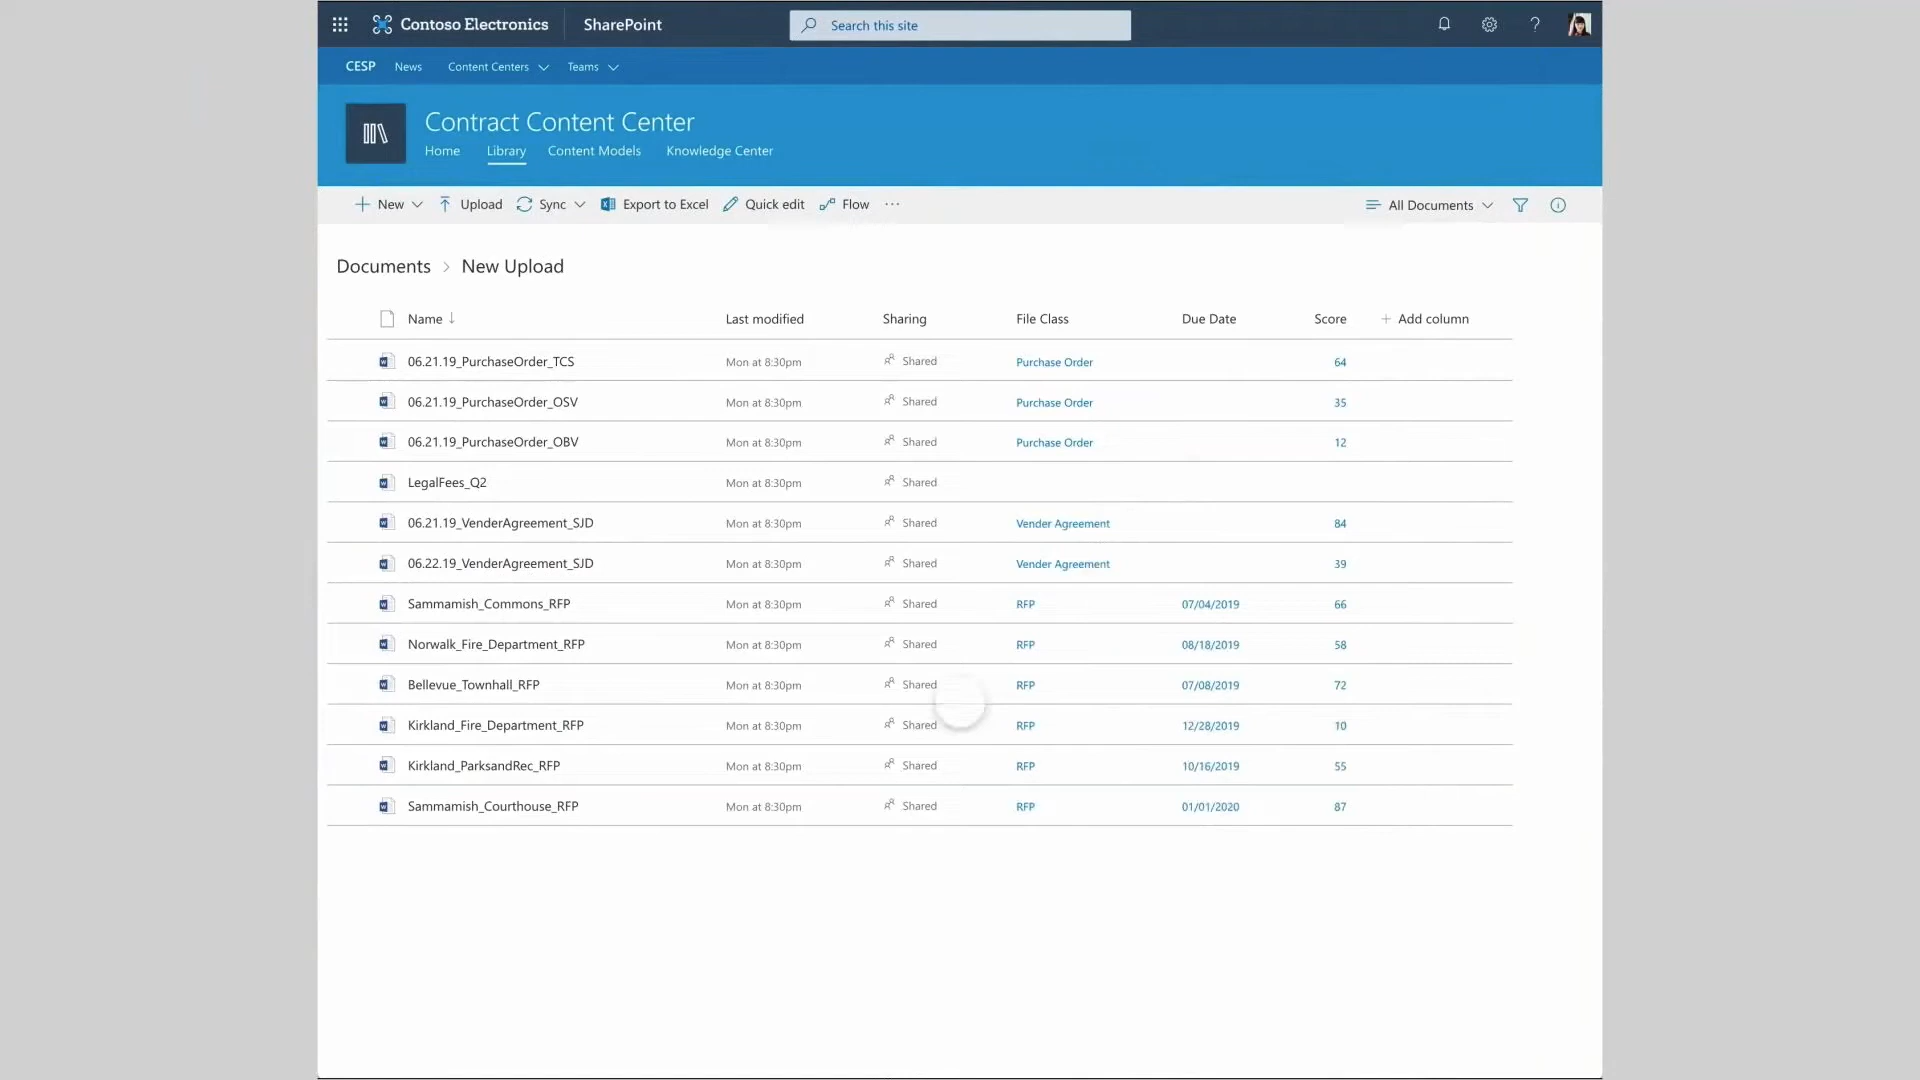 Contoso Electronics SharePoint Search this site ?
CESP News Content Centers Teams
Contract Content Center
Home Library Content Models Knowledge Center
New Upload Sync Export to Excel Quick edit Flow ··· All Documents
Documents > New Upload
Name ↓ Last modified Sharing File Class Due Date Score + Add column
06.21.19_PurchaseOrder_TCS Mon at 8:30pm Shared Purchase Order 64
06.21.19_PurchaseOrder_OSV Mon at 8:30pm Shared Purchase Order 35
06.21.19_PurchaseOrder_OBV Mon at 8:30pm Shared Purchase Order 12
LegalFees_Q2 Mon at 8:30pm Shared
06.21.19_VenderAgreement_SJD Mon at 8:30pm Shared Vender Agreement 84
06.22.19_VenderAgreement_SJD Mon at 8:30pm Shared Vender Agreement 39
Sammamish_Commons_RFP Mon at 8:30pm Shared RFP 07/04/2019 66
Norwalk_Fire_Department_RFP Mon at 8:30pm Shared RFP 08/18/2019 58
Bellevue_Townhall_RFP Mon at 8:30pm Shared RFP 07/08/2019 72
Kirkland_Fire_Department_RFP Mon at 8:30pm Shared RFP 12/28/2019 10
Kirkland_ParksandRec_RFP Mon at 8:30pm Shared RFP 10/16/2019 55
Sammamish_Courthouse_RFP Mon at 8:30pm Shared RFP 01/01/2020 87